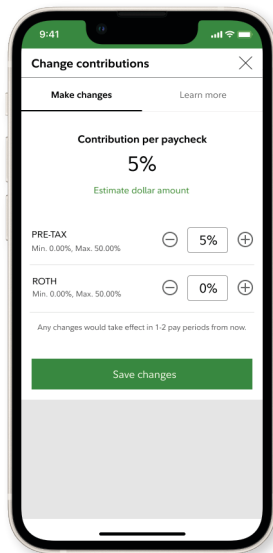 9:41
Change contributions
Make changes
Learn more
Contribution per paycheck
5%
Estimate dollar amount
PRE-TAX
Min. 0.00%, Max. 50.00%
5%
ROTH
Min. 0.00%, Max. 50.00%
0%
Any changes would take effect in 1-2 pay periods from now.
Save changes